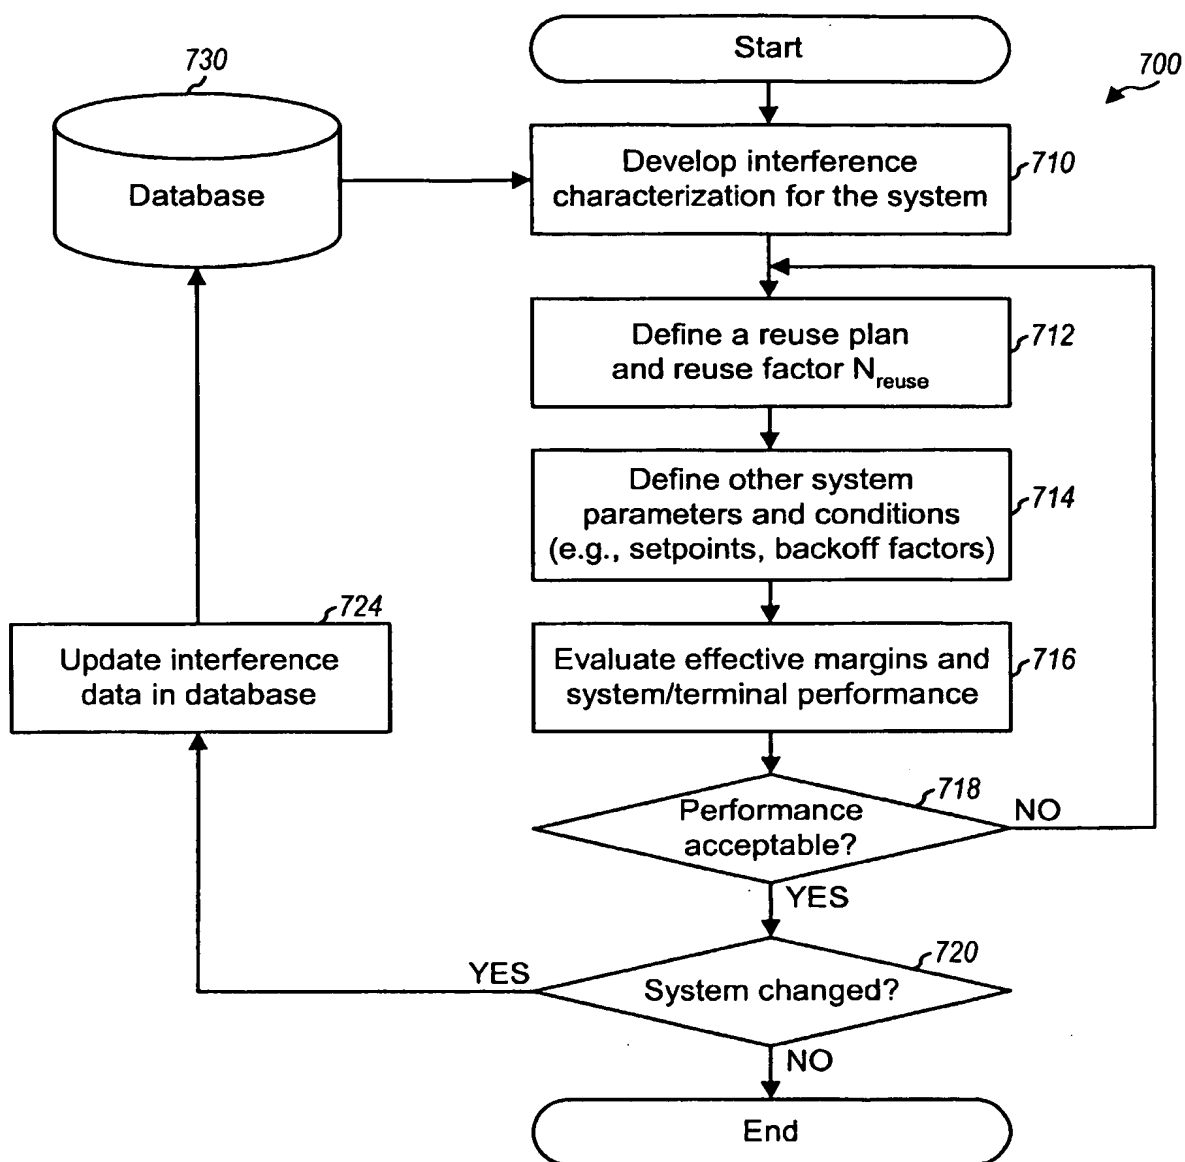 Start
700
730
Database
Develop interference
characterization for the system
710
Define a reuse plan
and reuse factor Nreuse
712
Define other system
parameters and conditions
(e.g., setpoints, backoff factors)
714
724
Update interference
data in database
Evaluate effective margins and
system/terminal performance
716
Performance
acceptable?
718
NO
YES
System changed?
720
YES
NO
End